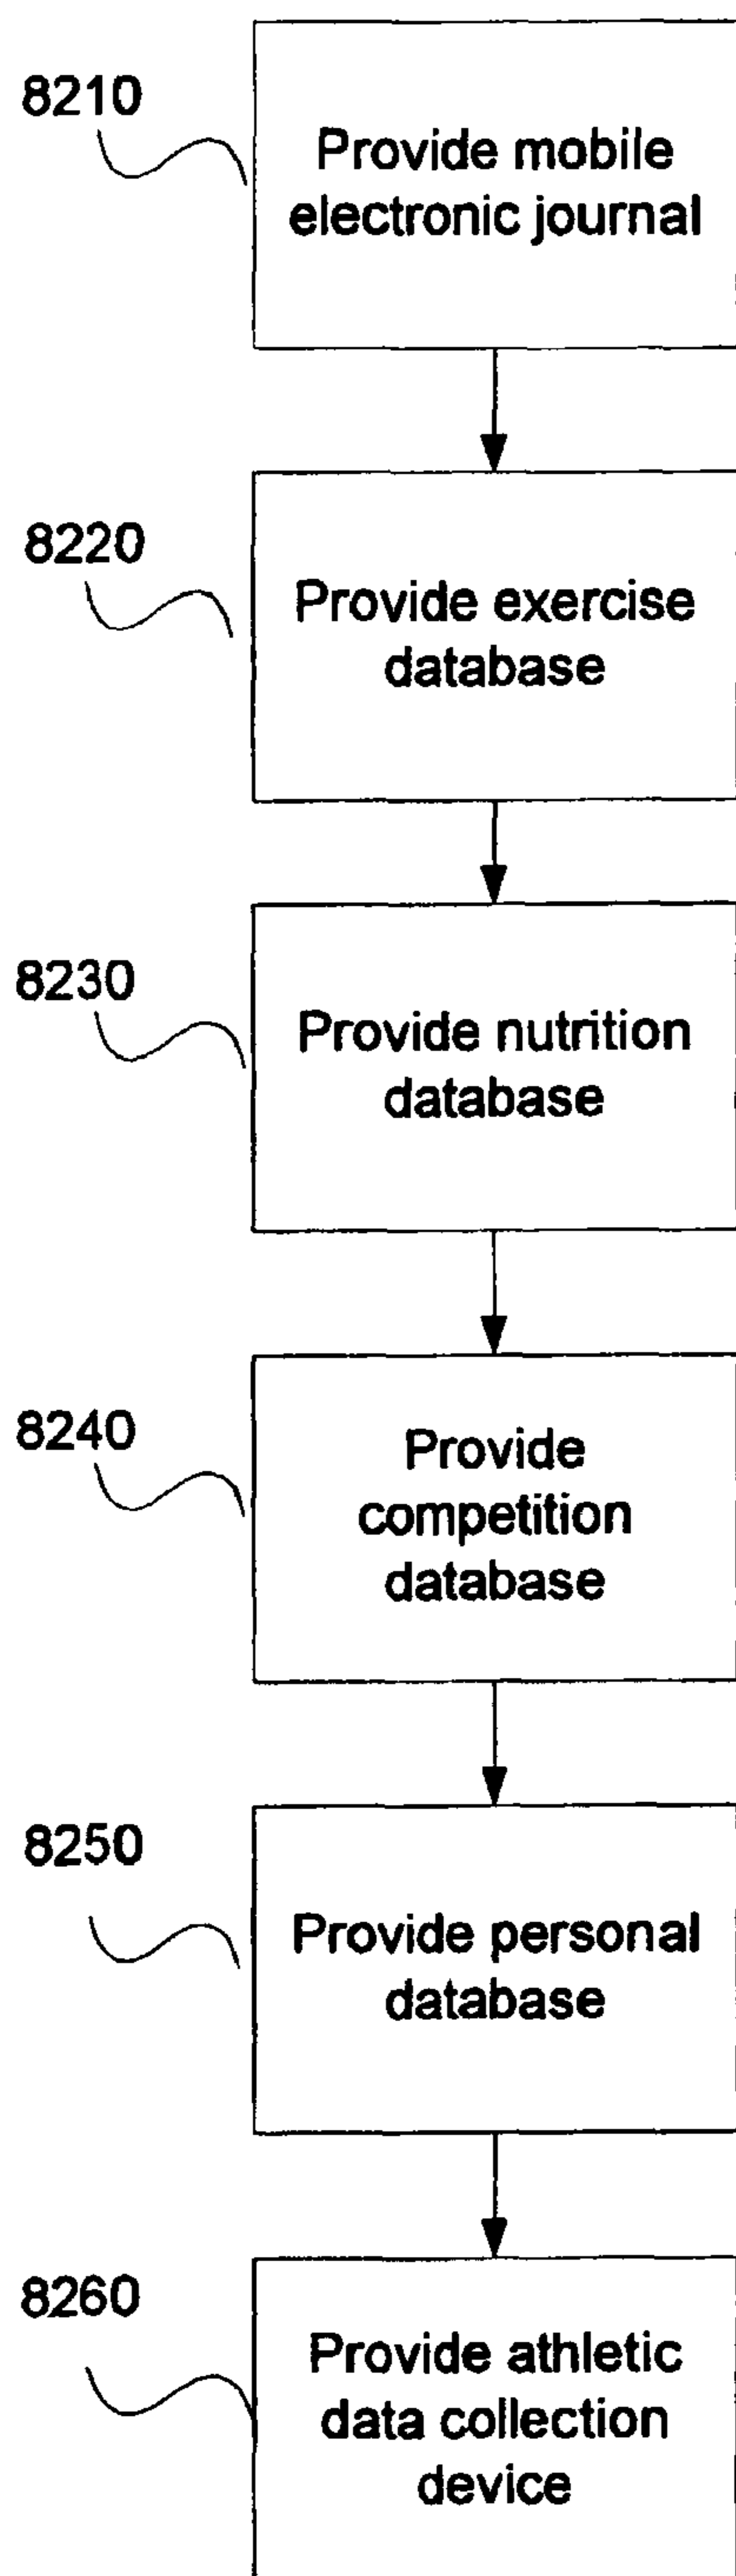 8210
Provide mobile
electronic journal
8220
Provide exercise
database
8230
Provide nutrition
database
8240
Provide
competition
database
8250
Provide personal
database
8260
Provide athletic
data collection
device